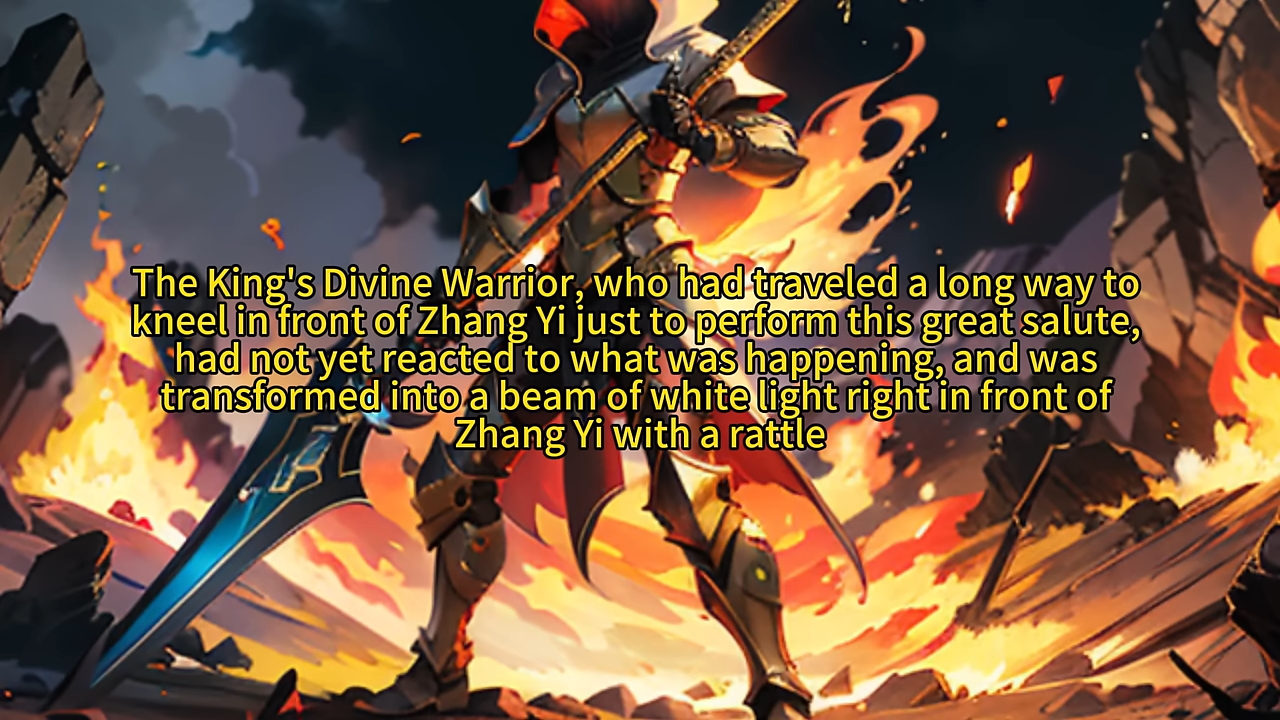 The King's Divine Warrior, who had traveled a long way to
kneel in front of Zhang Yi just to perform this great salute,
had not yet reacted to what was happening, and was
transformed into a beam of white light right in front of
Zhang Yi with a rattle